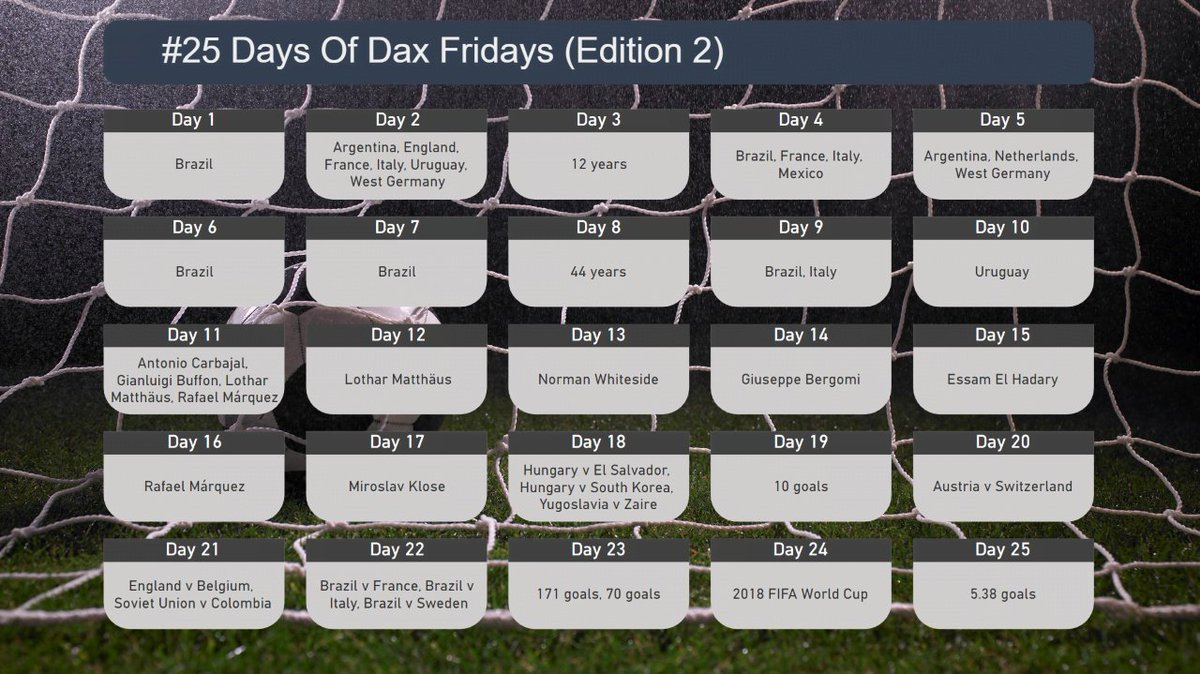 #25 Days Of Dax Fridays (Edition 2)
Day 1
Brazil
Day 2
Argentina, England,
France, Italy, Uruguay,
West Germany
Day 3
12 years
Day 4
Brazil, France, Italy,
Mexico
Day 5
Argentina, Netherlands,
West Germany
Day 6
Brazil
Day 7
Brazil
Day 8
44 years
Day 9
Brazil, Italy
Day 10
Uruguay
Day 11
Antonio Carbajal,
Gianluigi Buffon, Lothar
Matthäus, Rafael Márquez
Day 12
Lothar Matthäus
Day 13
Norman Whiteside
Day 14
Giuseppe Bergomi
Day 15
Essam El Hadary
Day 16
Rafael Márquez
Day 17
Miroslav Klose
Day 18
Hungary v El Salvador,
Hungary v South Korea,
Yugoslavia v Zaire
Day 19
10 goals
Day 20
Austria v Switzerland
Day 21
England v Belgium,
Soviet Union v Colombia
Day 22
Brazil v France, Brazil v
Italy, Brazil v Sweden
Day 23
171 goals, 70 goals
Day 24
2018 FIFA World Cup
Day 25
5.38 goals